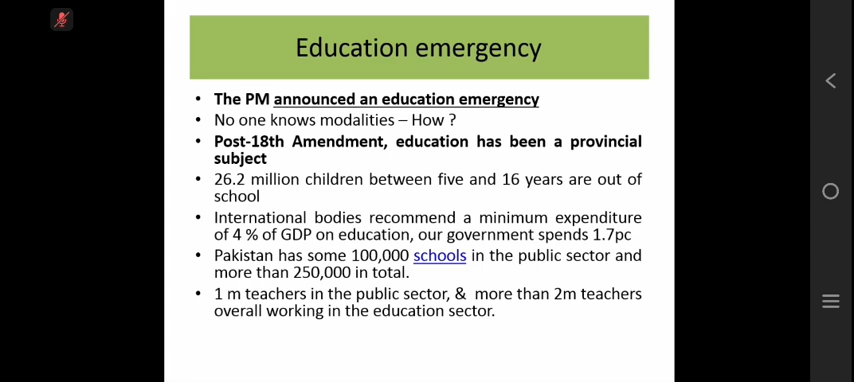 Education emergency
• The PM announced an education emergency
• No one knows modalities – How ?
• Post-18th Amendment, education has been a provincial
subject
• 26.2 million children between five and 16 years are out of
school
• International bodies recommend a minimum expenditure
of 4 % of GDP on education, our government spends 1.7pc
• Pakistan has some 100,000 schools in the public sector and
more than 250,000 in total.
• 1 m teachers in the public sector, & more than 2m teachers
overall working in the education sector.